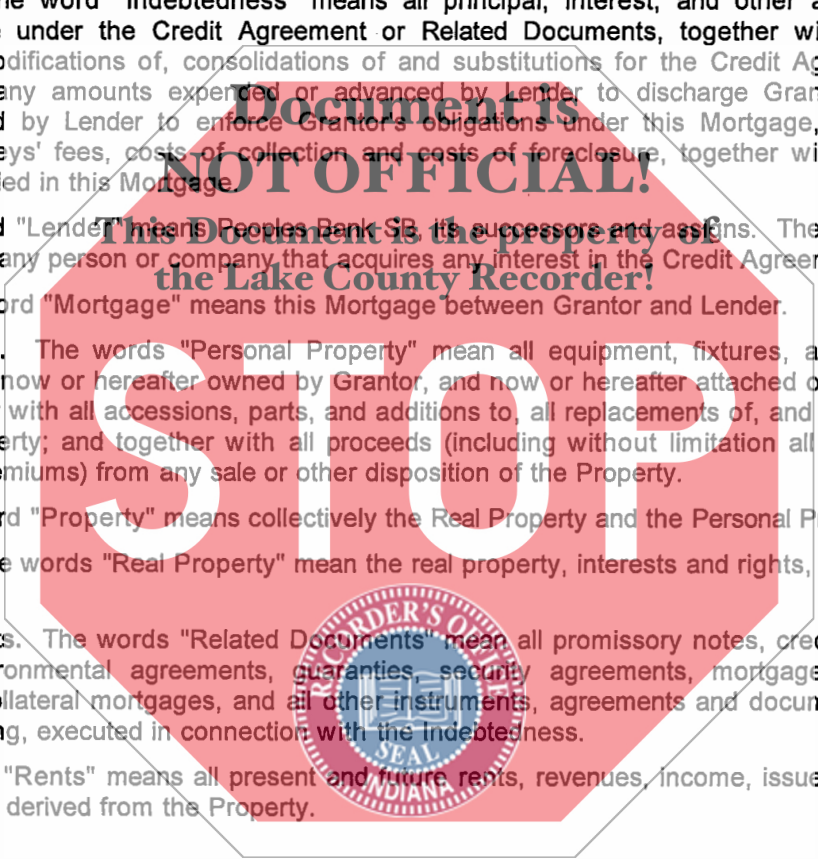 he word "Indebtedness" means all principal, interest, and other a
under the Credit Agreement or Related Documents, together wi
odifications of, consolidations of and substitutions for the Credit Ag
any amounts expended or advanced by Lender to discharge Gran
d by Lender to enforce Grantor's obligations under this Mortgage,
eys' fees, costs of collection and costs of foreclosure, together wi
ed in this Mortgage.
Document is
NOT OFFICIAL!
This Document is the property of
the Lake County Recorder!
d "Lender" means Peoples Bank SB, its successors and assigns. The
any person or company that acquires any interest in the Credit Agreer
ord "Mortgage" means this Mortgage between Grantor and Lender.
. The words "Personal Property" mean all equipment, fixtures, a
now or hereafter owned by Grantor, and now or hereafter attached o
with all accessions, parts, and additions to, all replacements of, and
erty; and together with all proceeds (including without limitation all
emiums) from any sale or other disposition of the Property.
STOP
rd "Property" means collectively the Real Property and the Personal P
e words "Real Property" mean the real property, interests and rights,
s. The words "Related Documents" mean all promissory notes, cred
ronmental agreements, guaranties, security agreements, mortgage
ollateral mortgages, and all other instruments, agreements and docum
ng, executed in connection with the Indebtedness.
RECORDER'S OFFICE
SEAL
INDIANA
"Rents" means all present and future rents, revenues, income, issue
derived from the Property.